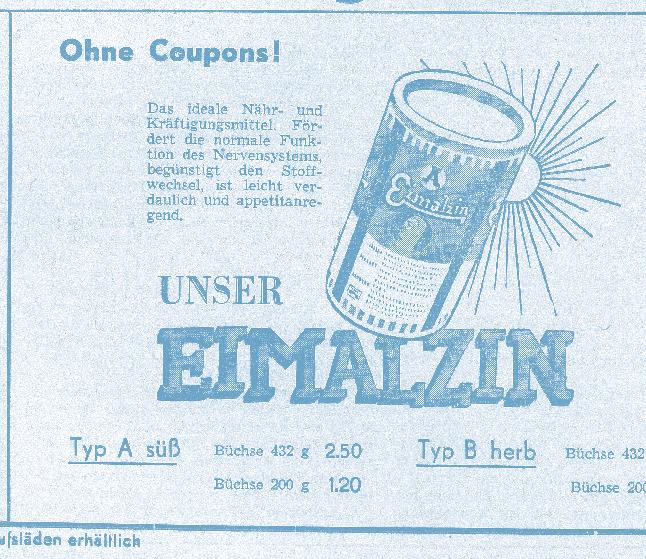 Ohne Coupons!
Das ideale Nähr- und
Kräftigungsmittel. För-
dert die normale Funk-
tion des Nervensystems,
begünstigt den Stoff-
wechsel, ist leicht ver-
daulich und appetitanre-
gend.
A
Eimalzin
UNSER
EIMALZIN
Typ A süß Büchse 432 g 2.50
Büchse 200 g 1.20
Typ B herb Büchse 432
Büchse 200
ufsläden erhältlich